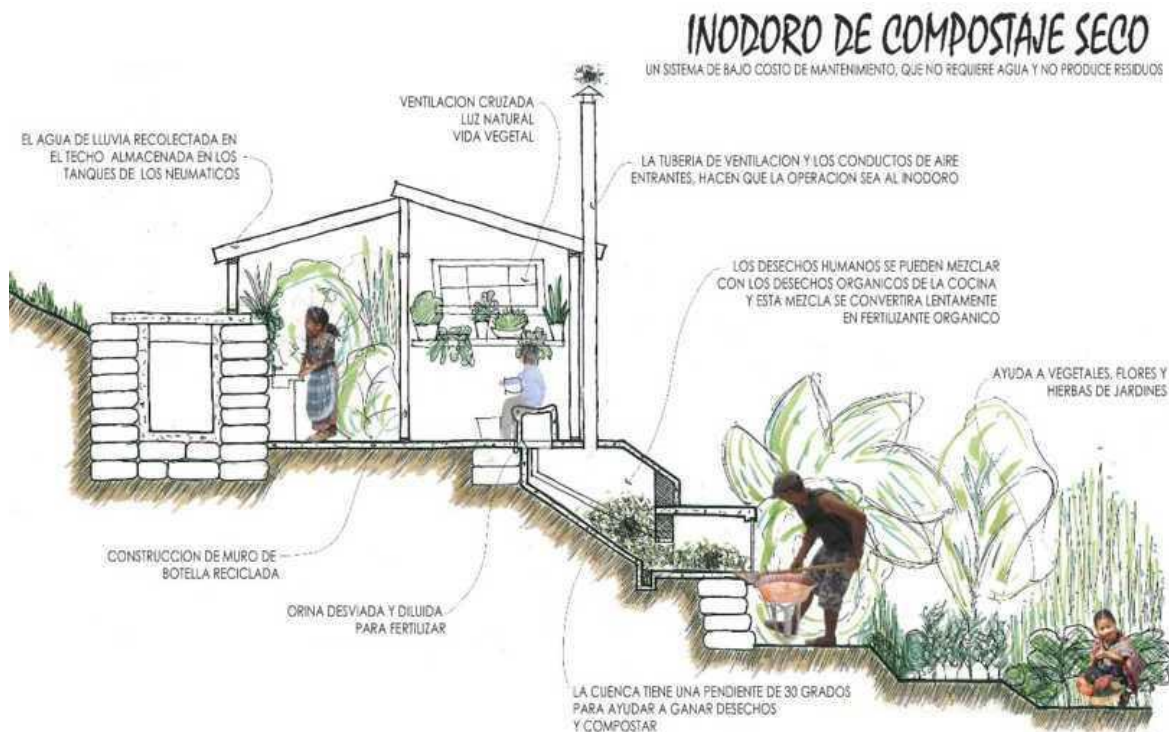 INODORO DE COMPOSTAJE SECO
UN SISTEMA DE BAJO COSTO DE MANTENIMIENTO, QUE NO REQUIERE AGUA Y NO PRODUCE RESIDUOS
VENTILACION CRUZADA
LUZ NATURAL
VIDA VEGETAL
EL AGUA DE LLUVIA RECOLECTADA EN
EL TECHO ALMACENADA EN LOS
TANQUES DE LOS NEUMATICOS
LA TUBERIA DE VENTILACION Y LOS CONDUCTOS DE AIRE
ENTRANTES, HACEN QUE LA OPERACION SEA AL INODORO
LOS DESECHOS HUMANOS SE PUEDEN MEZCLAR
CON LOS DESECHOS ORGANICOS DE LA COCINA
Y ESTA MEZCLA SE CONVERTIRA LENTAMENTE
EN FERTILIZANTE ORGANICO
AYUDA A VEGETALES, FLORES Y
HIERBAS DE JARDINES
CONSTRUCCION DE MURO DE
BOTELLA RECICLADA
ORINA DESVIADA Y DILUIDA
PARA FERTILIZAR
LA CUENCA TIENE UNA PENDIENTE DE 30 GRADOS
PARA AYUDAR A GANAR DESECHOS
Y COMPOSTAR